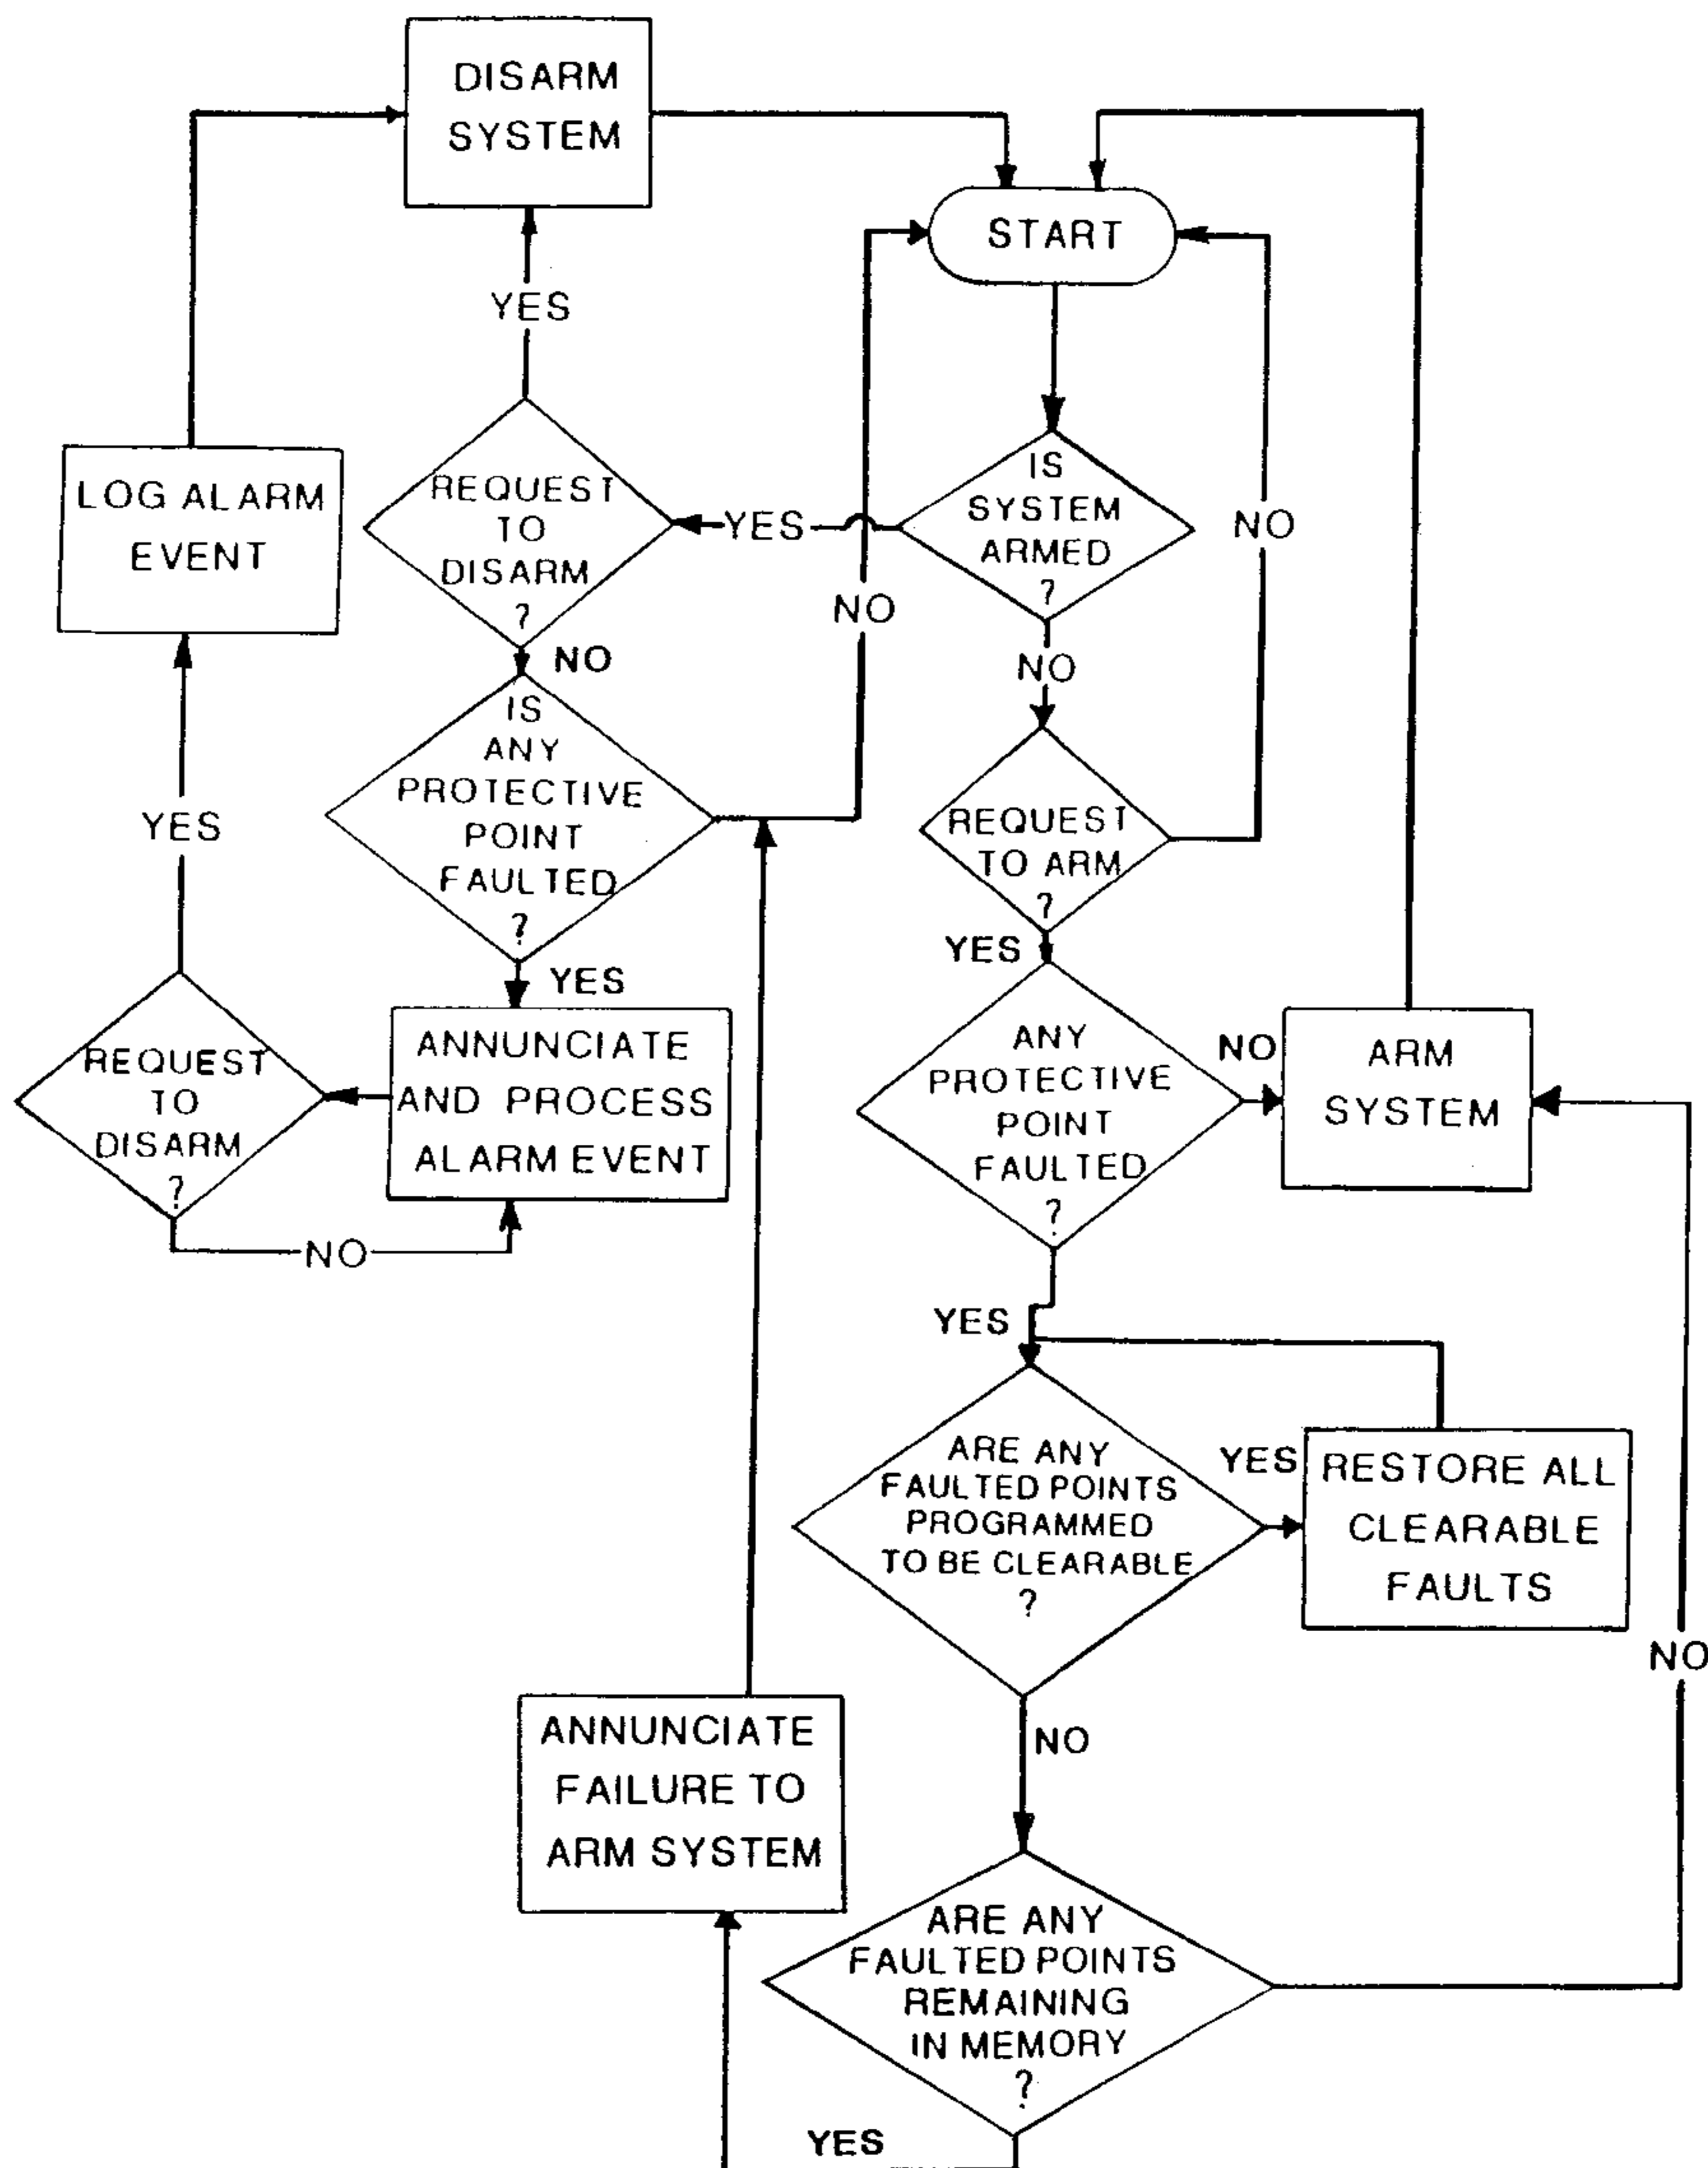 DISARM
SYSTEM
START
YES
LOG ALARM
EVENT
REQUEST
TO
DISARM
?
YES
IS
SYSTEM
ARMED
?
NO
NO
NO
NO
IS
ANY
PROTECTIVE
POINT
FAULTED
?
YES
REQUEST
TO ARM
?
YES
YES
REQUEST
TO
DISARM
?
ANNUNCIATE
AND PROCESS
ALARM EVENT
NO
ANY
PROTECTIVE
POINT
FAULTED
?
NO
ARM
SYSTEM
YES
ARE ANY
FAULTED POINTS
PROGRAMMED
TO BE CLEARABLE
?
YES
RESTORE ALL
CLEARABLE
FAULTS
NO
NO
ANNUNCIATE
FAILURE TO
ARM SYSTEM
ARE ANY
FAULTED POINTS
REMAINING
IN MEMORY
?
YES